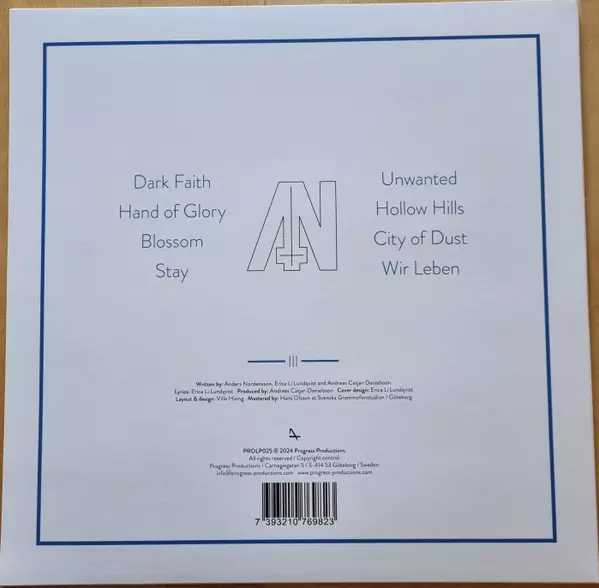 Dark Faith
Hand of Glory
Blossom
Stay
AN
Unwanted
Hollow Hills
City of Dust
Wir Leben
III
Written by: Anders Nordensson, Erica Li Lundqvist and Andreas Catjar-Danielsson
Lyrics: Erica Li Lundqvist Produced by: Andreas Catjar-Danielsson Cover design: Erica Li Lundqvist
Layout & design: Ville Hising Mastered by: Hans Olsson at Svenska Grammofonstudion / Göteborg
PROLP025 © 2024 Progress Productions
All rights reserved / Copyright control
Progress Productions / Carnegiegatan 5 / S-414 53 Göteborg / Sweden
info@progress-productions.com www.progress-productions.com
7 393210 769823